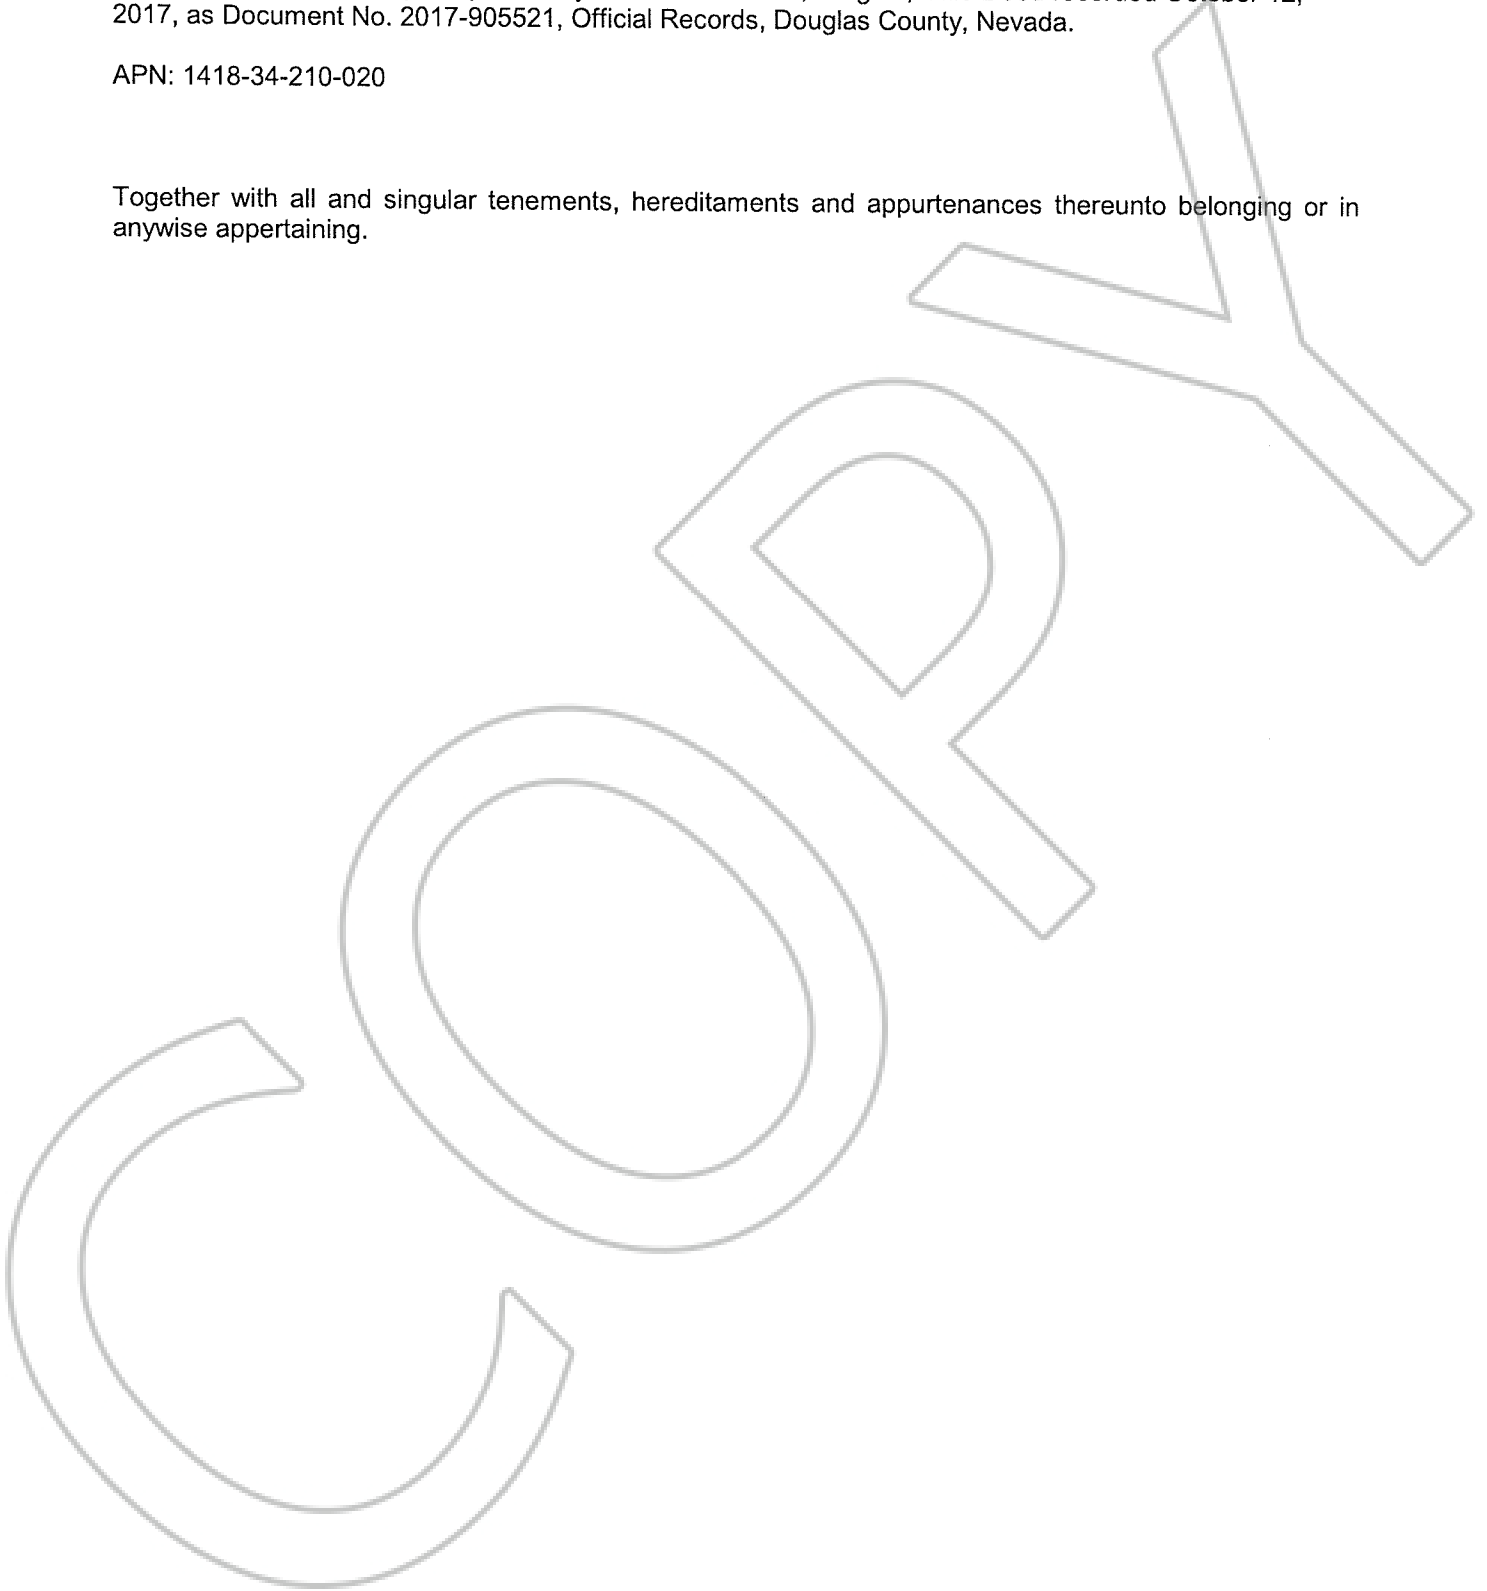 2017, as Document No. 2017-905521, Official Records, Douglas County, Nevada.
APN: 1418-34-210-020
Together with all and singular tenements, hereditaments and appurtenances thereunto belonging or in
anywise appertaining.
COPY